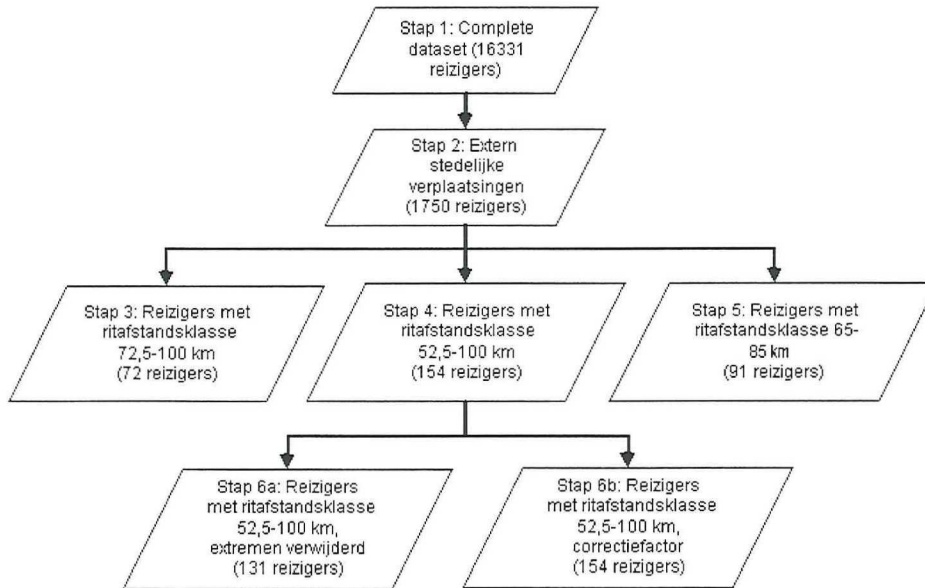 Stap 1: Complete
dataset (16331
reizigers)
Stap 2: Extern
stedelijke
verplaatsingen
(1750 reizigers)
Stap 3: Reizigers met
ritafstandsklasse
72,5-100 km
(72 reizigers)
Stap 4: Reizigers met
ritafstandsklasse
52,5-100 km
(154 reizigers)
Stap 5: Reizigers met
ritafstandsklasse 65-
85 km
(91 reizigers)
Stap 6a: Reizigers
met ritafstandsklasse
52,5-100 km,
extremen verwijderd
(131 reizigers)
Stap 6b: Reizigers
met ritafstandsklasse
52,5-100 km,
correctiefactor
(154 reizigers)